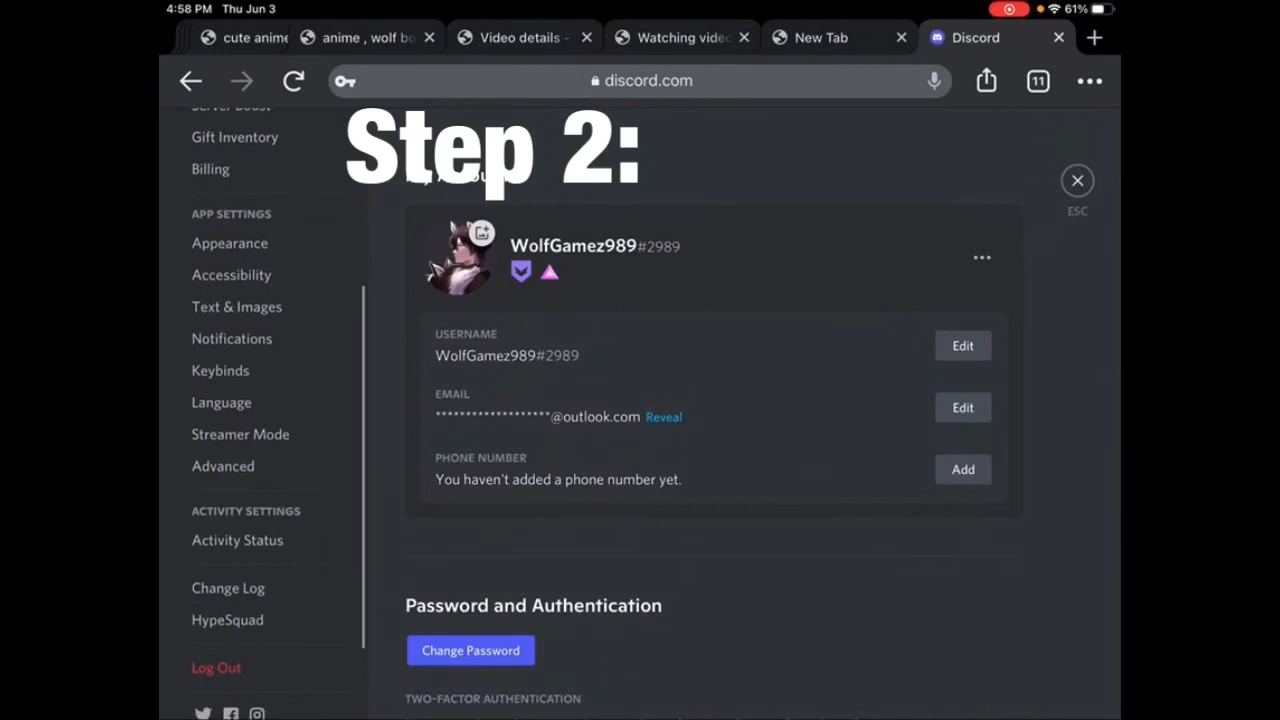 4:58 PM Thu Jun 3
61%
cute anime
anime , wolf bo
Video details -
Watching video
New Tab
Discord
discord.com
11
Step 2:
Server Boost
Gift Inventory
Billing
APP SETTINGS
Appearance
Accessibility
Text & Images
Notifications
Keybinds
Language
Streamer Mode
Advanced
ACTIVITY SETTINGS
Activity Status
Change Log
HypeSquad
Log Out
ESC
WolfGamez989#2989
USERNAME
WolfGamez989#2989
Edit
EMAIL
*******************@outlook.com Reveal
Edit
PHONE NUMBER
You haven't added a phone number yet.
Add
Password and Authentication
Change Password
TWO-FACTOR AUTHENTICATION